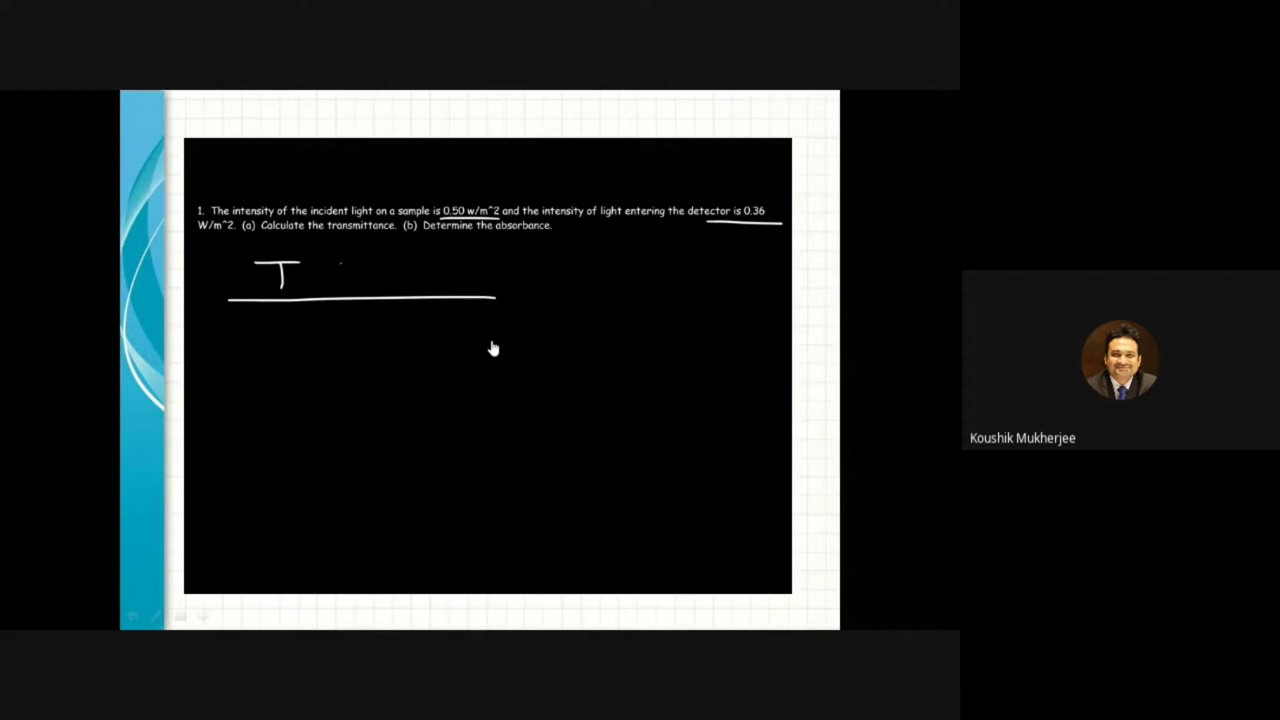 1. The intensity of the incident light on a sample is 0.50 w/m^2 and the intensity of light entering the detector is 0.36
W/m^2. (a) Calculate the transmittance. (b) Determine the absorbance.
T
Koushik Mukherjee